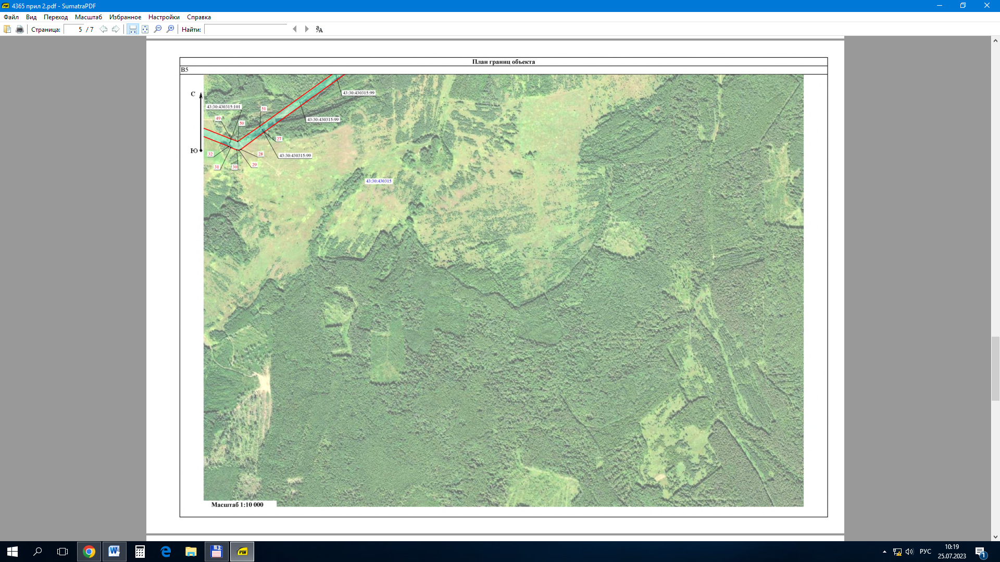 4365 прил 2.pdf - SumatraPDF
Файл Вид Переход Масштаб Избранное Настройки Справка
Страница: 5 / 7 Найти:
План границ объекта
В5
С
43:30:430315:99
43:30:430315:101
51
49
43:30:430315:99
50
27
Ю
32
28
43:30:430315:99
31
30
29
43:30:430315
Масштаб 1:10 000
РУС
10:19
25.07.2023
1